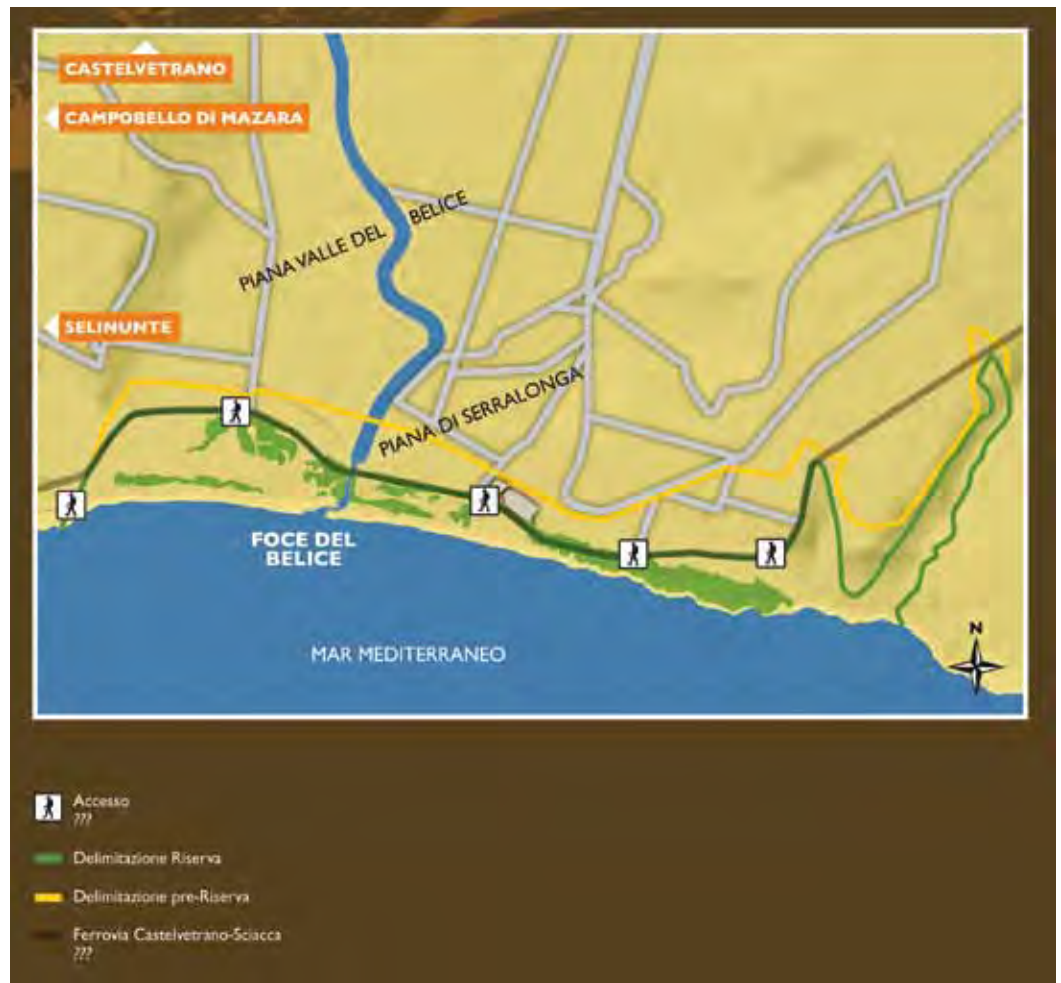 CASTELVETRANO
CAMPOBELLO DI MAZARA
PIANA VALLE DEL BELICE
SELINUNTE
PIANA DI SERRALONGA
FOCE DEL
BELICE
MAR MEDITERRANEO
N
Accesso
???
Delimitazione Riserva
Delimitazione pre-Riserva
Ferrovia Castelvetrano-Sciacca
???